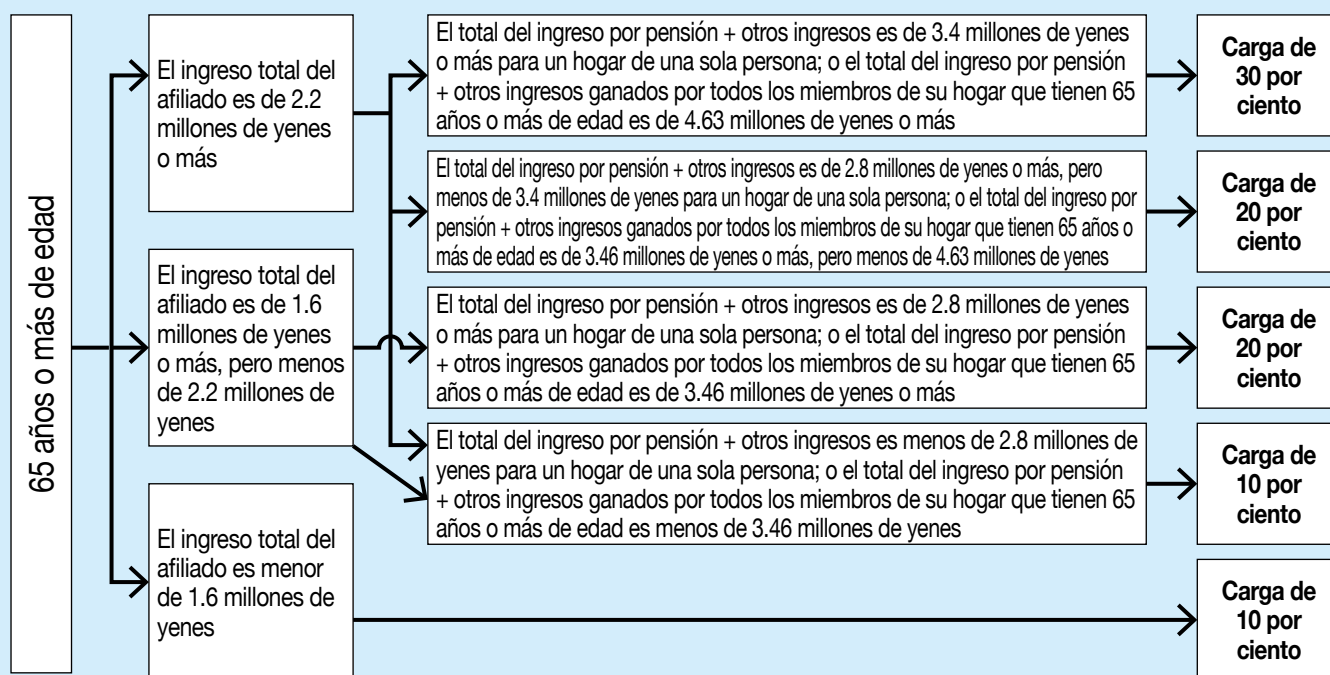 65 años o más de edad
El ingreso total del
afiliado es de 2.2
millones de yenes
o más
El total del ingreso por pensión + otros ingresos es de 3.4 millones de yenes
o más para un hogar de una sola persona; o el total del ingreso por pensión
+ otros ingresos ganados por todos los miembros de su hogar que tienen 65
años o más de edad es de 4.63 millones de yenes o más
Carga de
30 por
ciento
El total del ingreso por pensión + otros ingresos es de 2.8 millones de yenes o más, pero
menos de 3.4 millones de yenes para un hogar de una sola persona; o el total del ingreso por
pensión + otros ingresos ganados por todos los miembros de su hogar que tienen 65 años o
más de edad es de 3.46 millones de yenes o más, pero menos de 4.63 millones de yenes
Carga de
20 por
ciento
El ingreso total del
afiliado es de 1.6
millones de yenes
o más, pero menos
de 2.2 millones de
yenes
El total del ingreso por pensión + otros ingresos es de 2.8 millones de yenes
o más para un hogar de una sola persona; o el total del ingreso por pensión
+ otros ingresos ganados por todos los miembros de su hogar que tienen 65
años o más de edad es de 3.46 millones de yenes o más
Carga de
20 por
ciento
El total del ingreso por pensión + otros ingresos es menos de 2.8 millones de
yenes para un hogar de una sola persona; o el total del ingreso por pensión
+ otros ingresos ganados por todos los miembros de su hogar que tienen 65
años o más de edad es menos de 3.46 millones de yenes
Carga de
10 por
ciento
El ingreso total del
afiliado es menor
de 1.6 millones de
yenes
Carga de
10 por
ciento